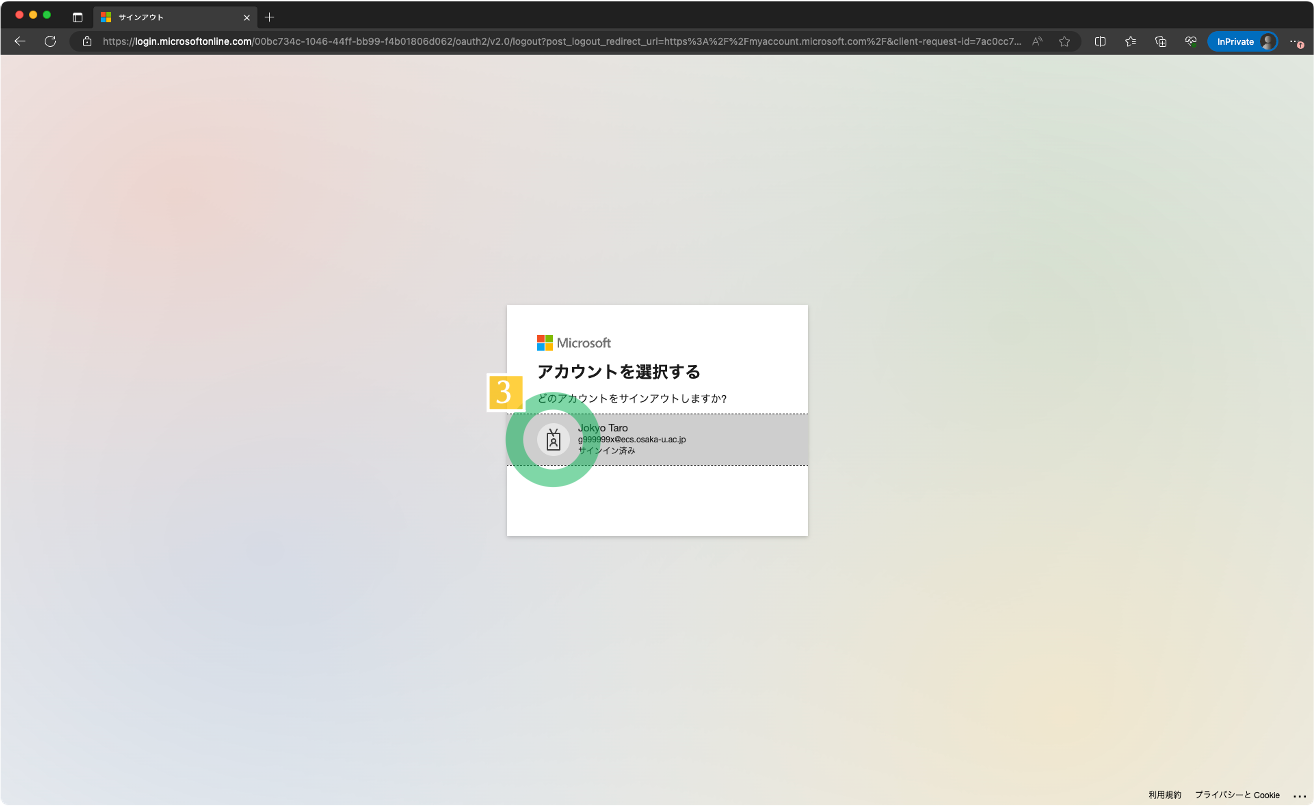 サインアウト
https://login.microsoftonline.com/00bc734c-1046-44ff-bb99-f4b01806d062/oauth2/v2.0/logout?post_logout_redirect_uri=https%3A%2F%2Fmyaccount.microsoft.com%2F&client-request-id=7ac0cc7...
InPrivate
Microsoft
アカウントを選択する
3
どのアカウントをサインアウトしますか?
Jokyo Taro
g999999x@ecs.osaka-u.ac.jp
サインイン済み
利用規約 プライバシーと Cookie ...